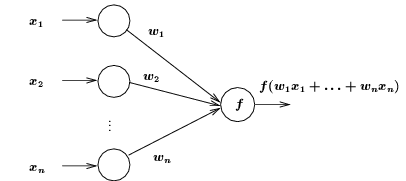 x₁
w₁
x₂
w₂
f
f(w₁x₁ + ... + wₙxₙ)
⋮
xₙ
wₙ